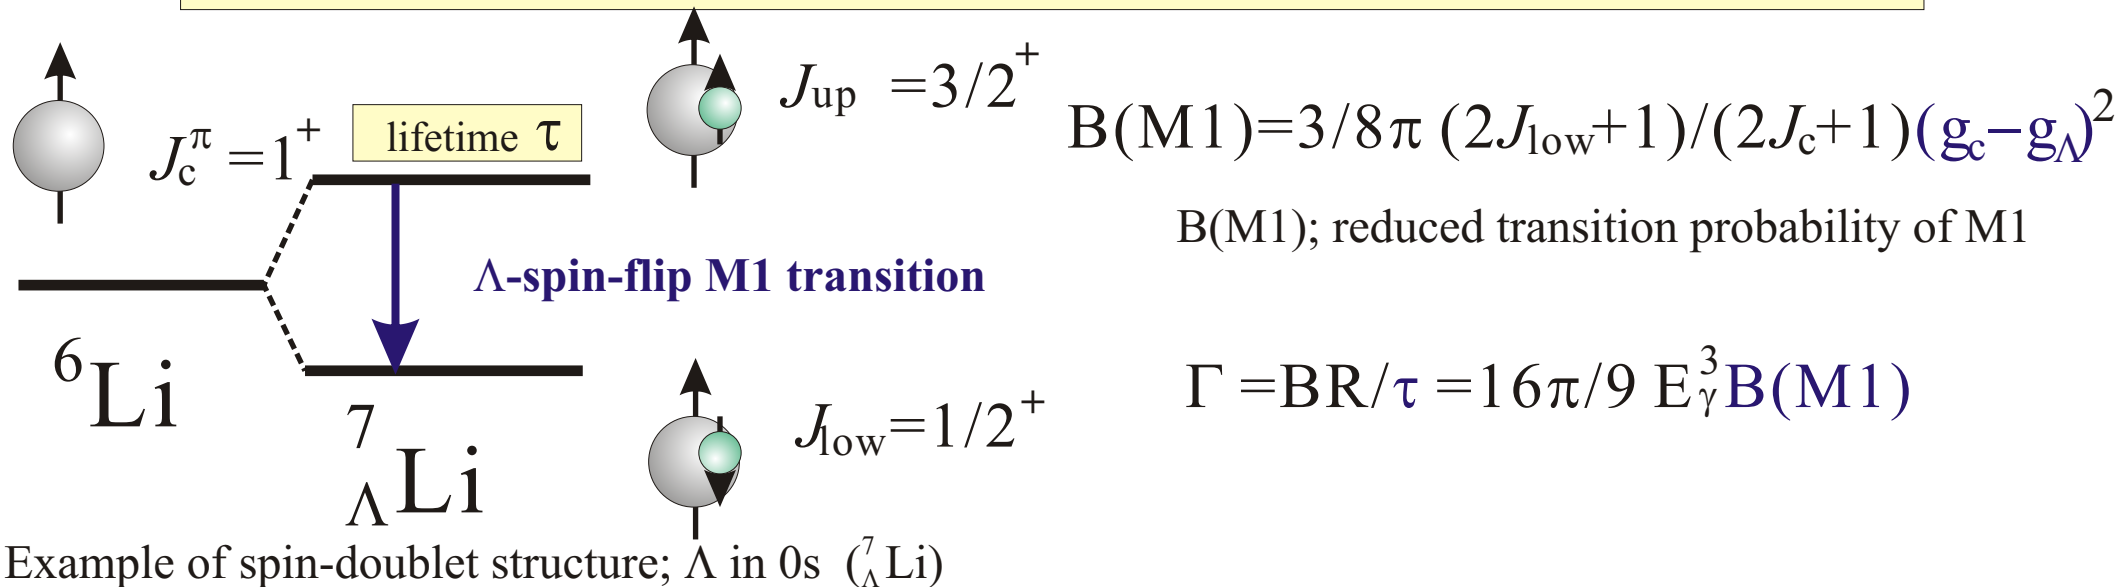 J_c^π = 1^+
lifetime τ
J_up = 3/2^+
B(M1)=3/8π (2J_low+1)/(2J_c+1)(g_c−g_Λ)^2
B(M1); reduced transition probability of M1
Λ-spin-flip M1 transition
^6Li
Γ =BR/τ =16π/9 E_γ^3 B(M1)
J_low=1/2^+
^7_ΛLi
Example of spin-doublet structure; Λ in 0s (^7_ΛLi)